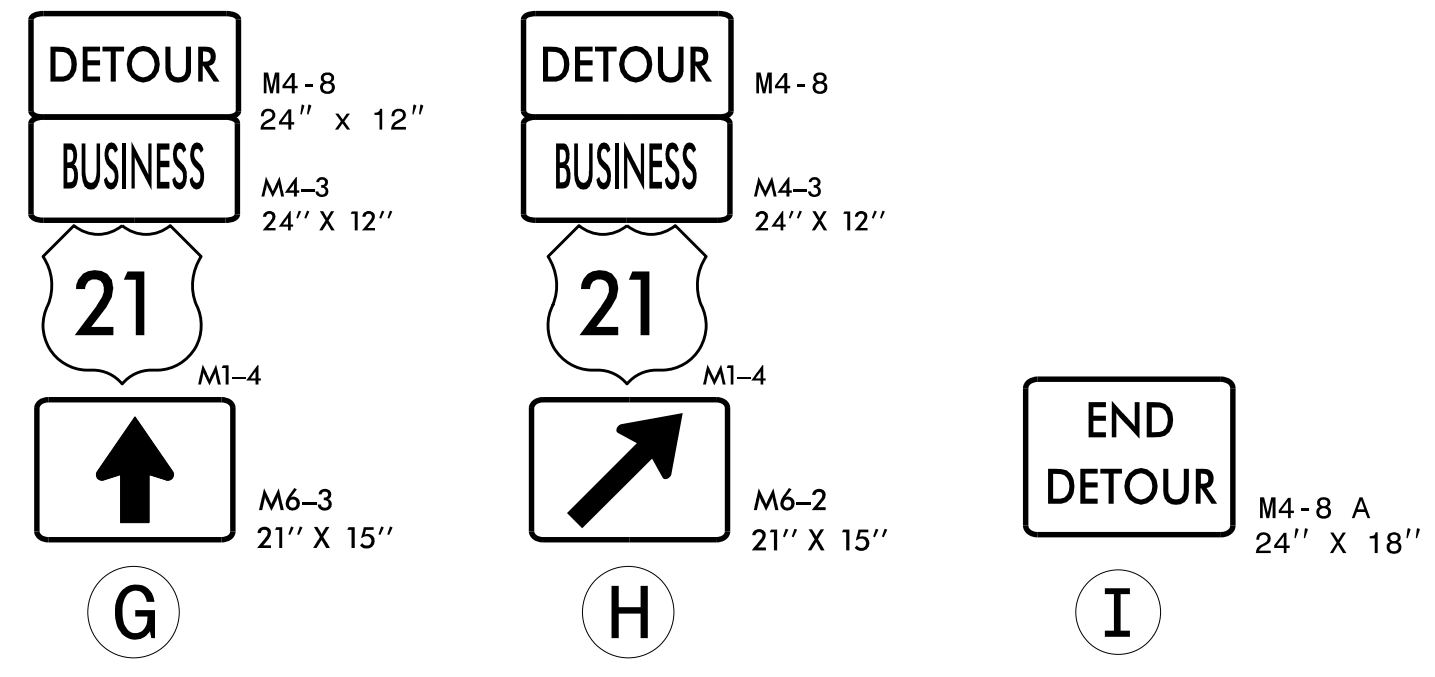 DETOUR
M4-8
24" x 12"
BUSINESS
M4–3
24'' X 12''
21
M1–4
M6–3
21'' X 15''
G
DETOUR
M4-8
BUSINESS
M4–3
24'' X 12''
21
M1–4
M6–2
21'' X 15''
H
END
DETOUR
M4-8 A
24'' X 18''
I